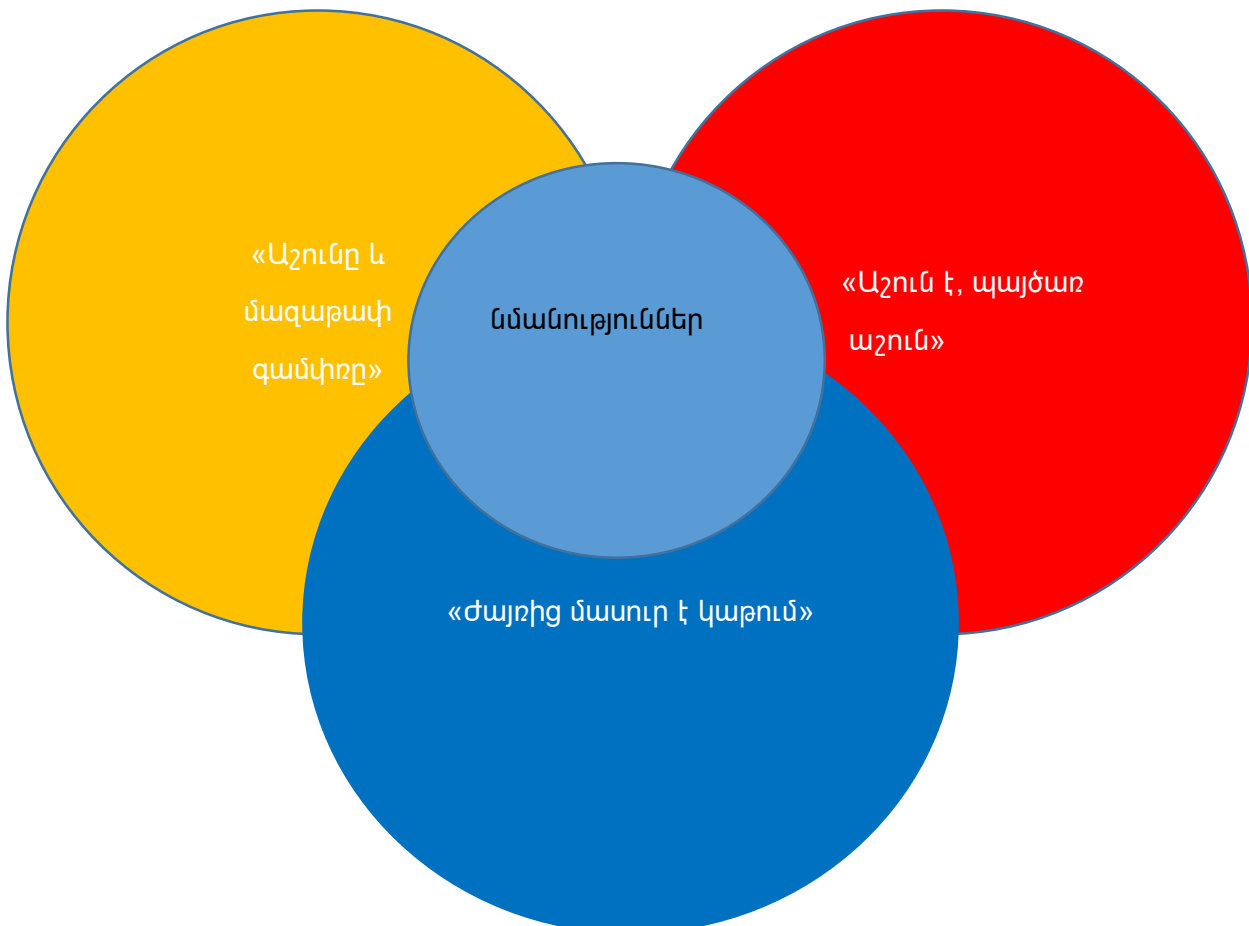 «Աշունը և
մազաթափ
գամփռը»
նմանություններ
«Աշուն է, պայծառ
աշուն»
«Ժայռից մասուր է կաթում»